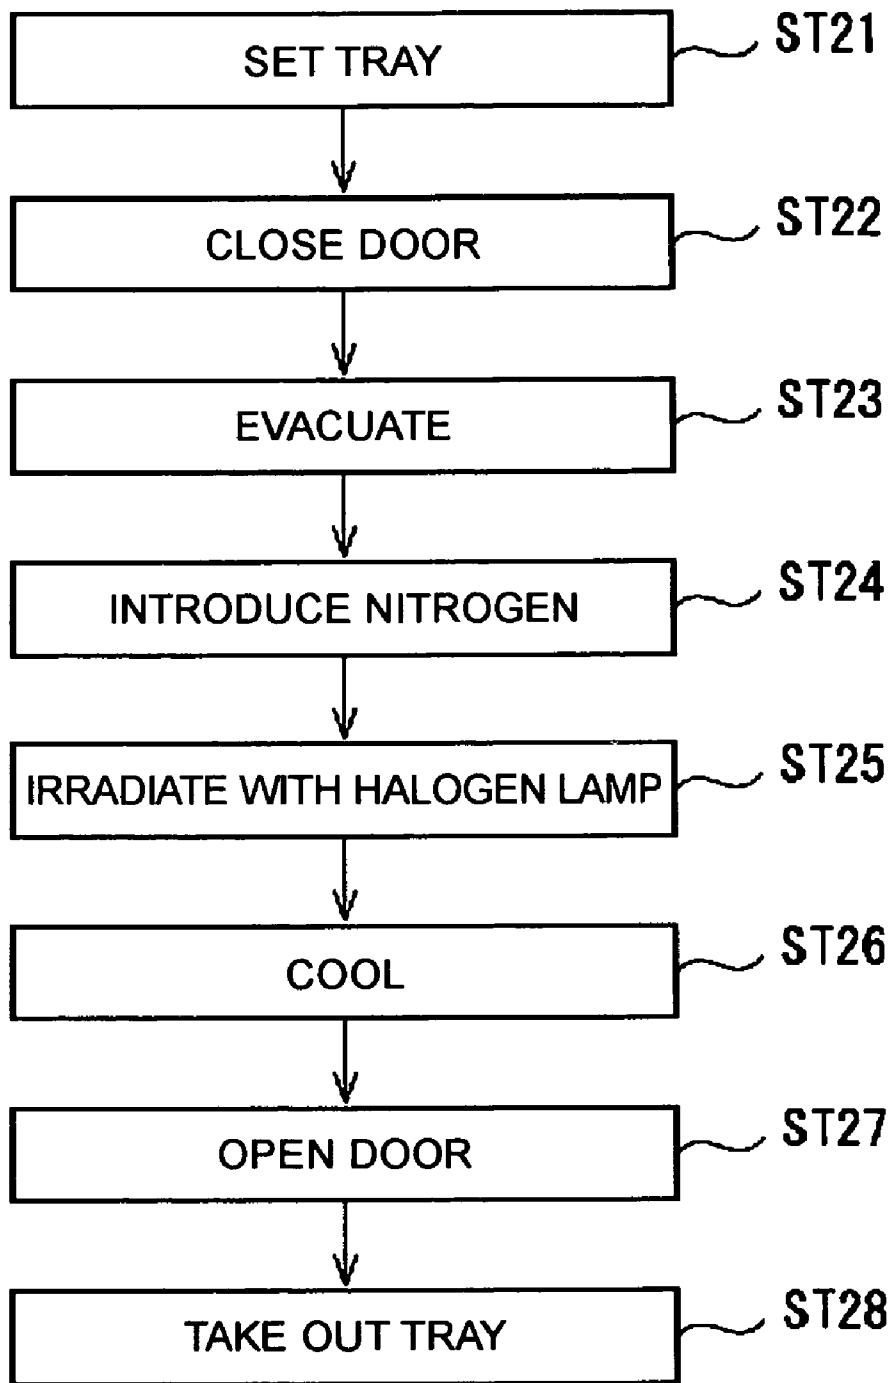 SET TRAY
ST21
CLOSE DOOR
ST22
EVACUATE
ST23
INTRODUCE NITROGEN
ST24
IRRADIATE WITH HALOGEN LAMP
ST25
COOL
ST26
OPEN DOOR
ST27
TAKE OUT TRAY
ST28